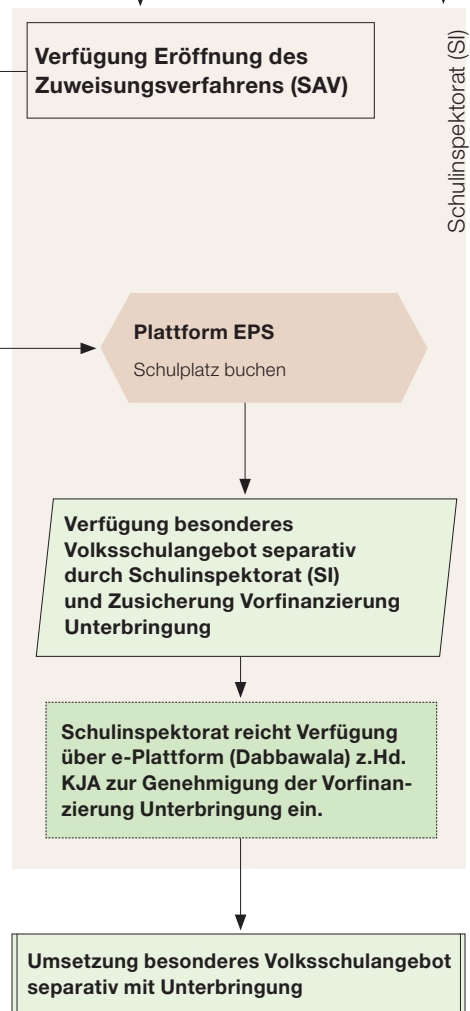 Verfügung Eröffnung des
Zuweisungsverfahrens (SAV)
Schulinspektorat (SI)
Plattform EPS
Schulplatz buchen
Verfügung besonderes
Volksschulangebot separativ
durch Schulinspektorat (SI)
und Zusicherung Vorfinanzierung
Unterbringung
Schulinspektorat reicht Verfügung
über e-Plattform (Dabbawala) z.Hd.
KJA zur Genehmigung der Vorfinan-
zierung Unterbringung ein.
Umsetzung besonderes Volksschulangebot
separativ mit Unterbringung